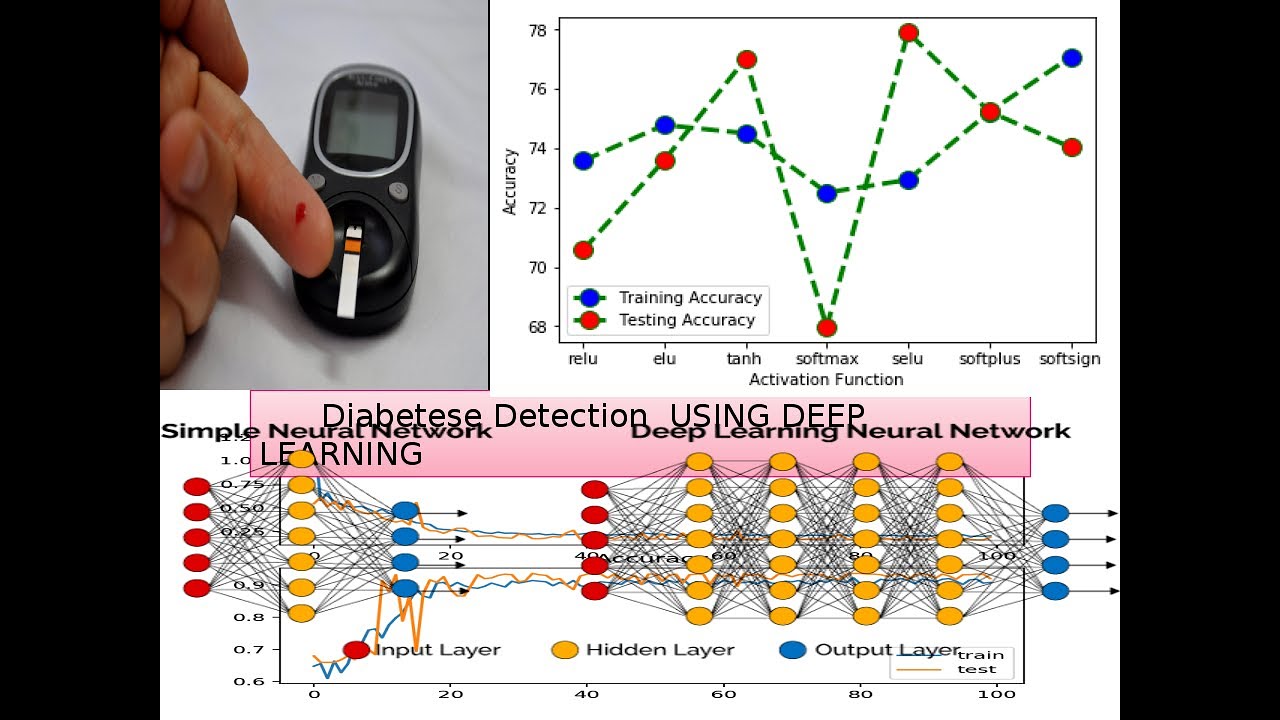 78
76
74
72
70
68
Accuracy
Training Accuracy
Testing Accuracy
relu elu tanh softmax selu softplus softsign
Activation Function
Diabetese Detection USING DEEP
LEARNING
Simple Neural Network
Deep Learning Neural Network
1.2
1.0
0.75
0.50
0.25
0 20 40 60 80 100
Accuracy
0.9
0.8
0.7
0.6
Input Layer Hidden Layer Output Layer
train
test
0 20 40 60 80 100